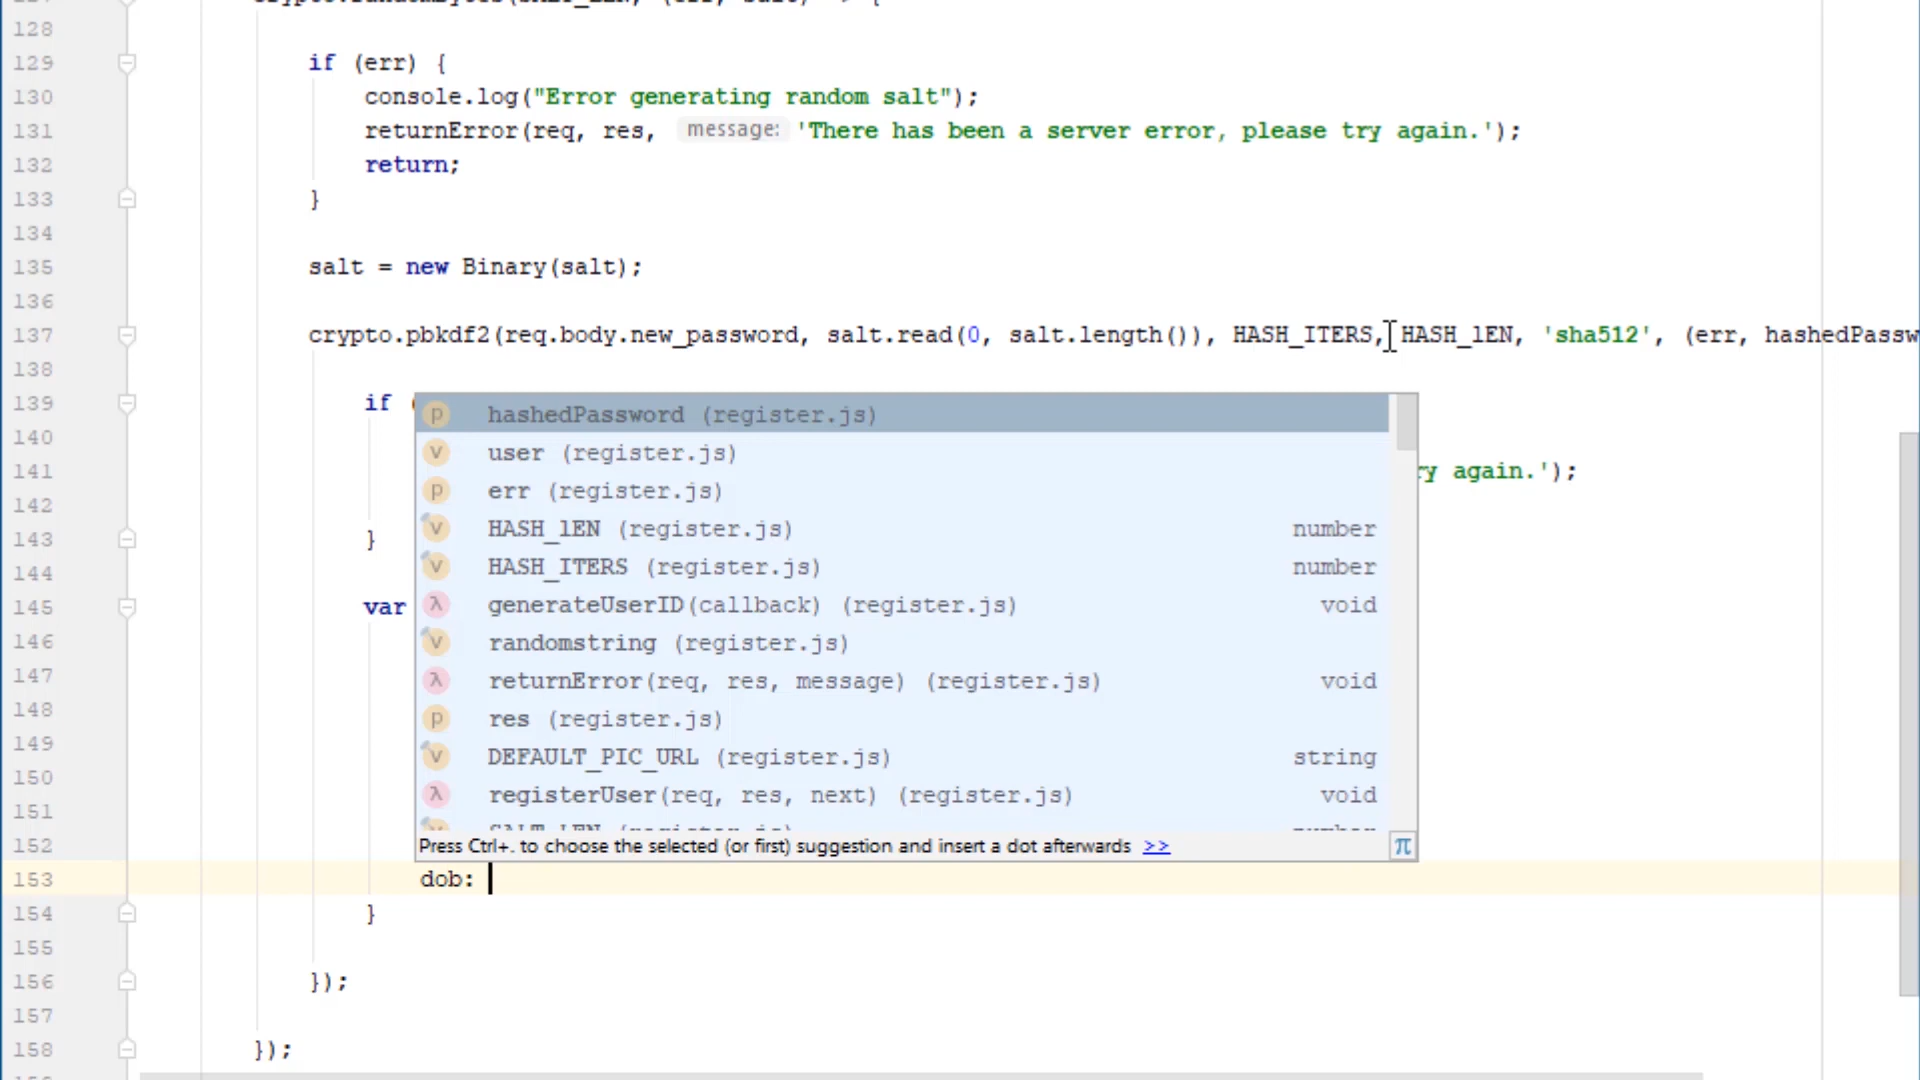 128
129 if (err) {
130 console.log("Error generating random salt");
131 returnError(req, res, message: 'There has been a server error, please try again.');
132 return;
133 }
134
135 salt = new Binary(salt);
136
137 crypto.pbkdf2(req.body.new_password, salt.read(0, salt.length()), HASH_ITERS, HASH_lEN, 'sha512', (err, hashedPassw
138
139 if
hashedPassword (register.js)
140
user (register.js)
141 ry again.');
err (register.js)
142
HASH_lEN (register.js) number
143 }
HASH_ITERS (register.js) number
144
145 var
generateUserID(callback) (register.js) void
146
randomstring (register.js)
147
returnError(req, res, message) (register.js) void
148
res (register.js)
149
DEFAULT_PIC_URL (register.js) string
150
registerUser(req, res, next) (register.js) void
151
152
Press Ctrl+. to choose the selected (or first) suggestion and insert a dot afterwards >> π
153 dob:
154 }
155
156 });
157
158 });